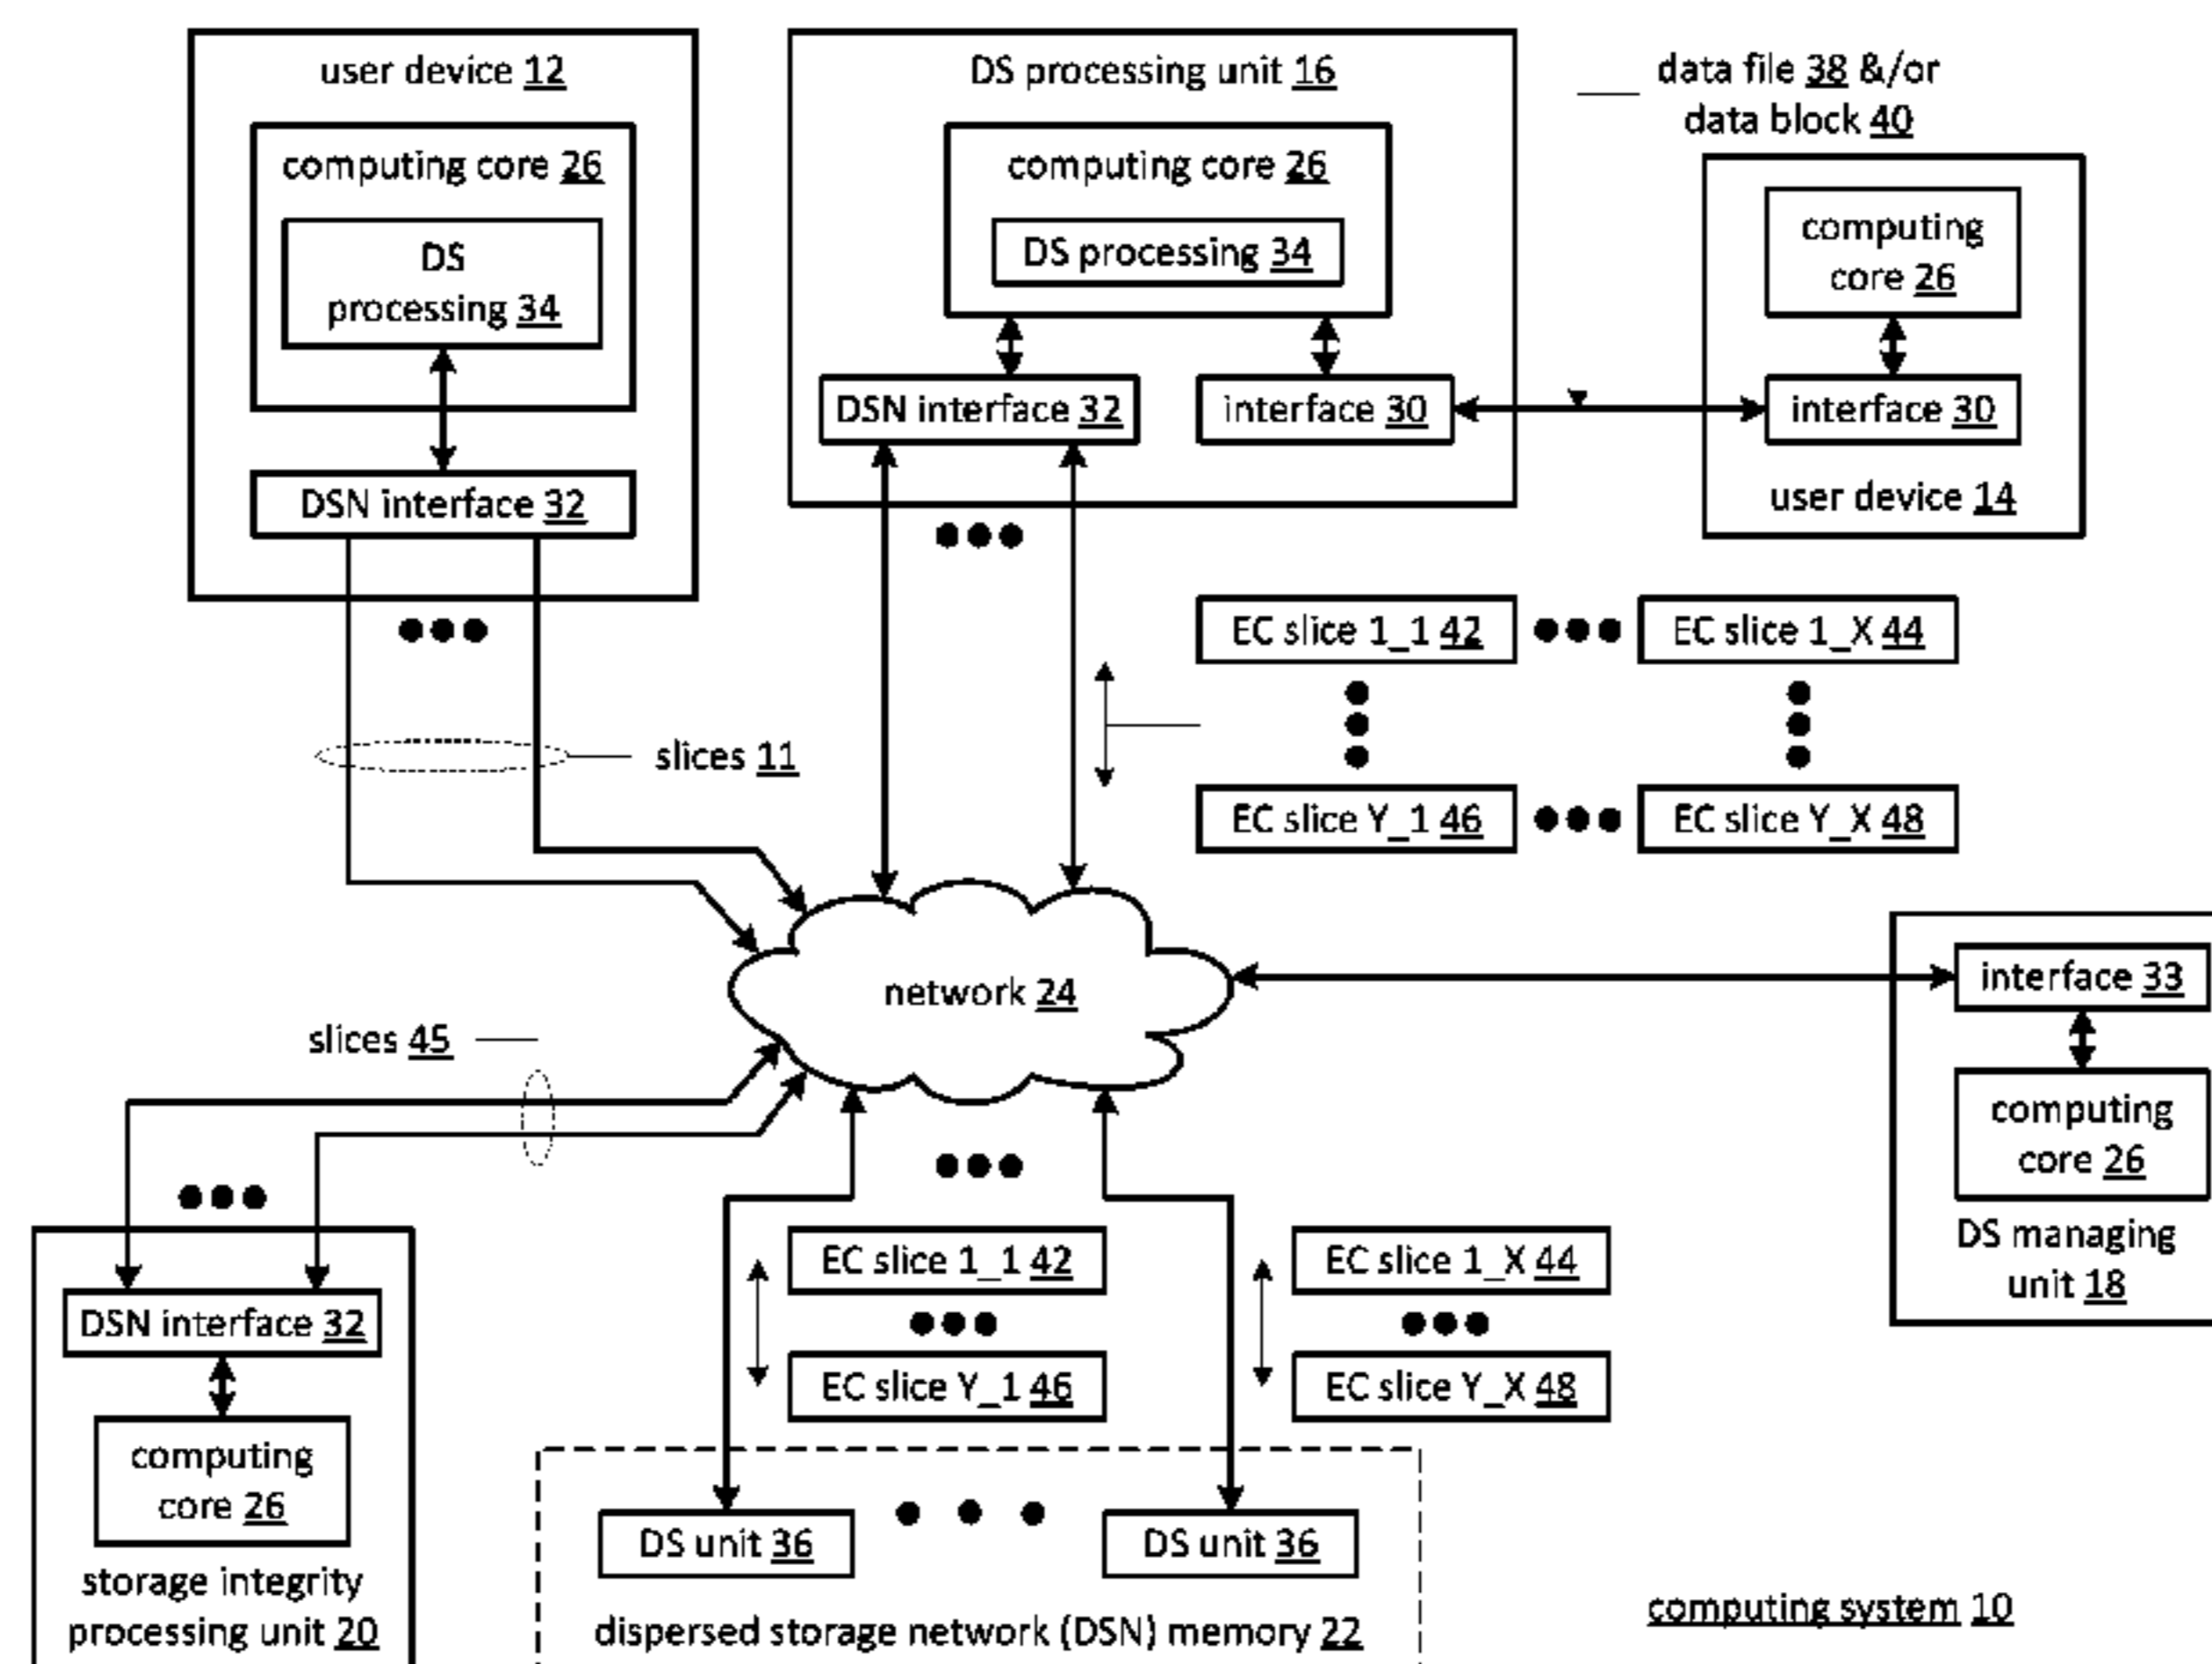 user device 12
computing core 26
DS
processing 34
DSN interface 32
DS processing unit 16
computing core 26
DS processing 34
DSN interface 32
interface 30
data file 38 &/or
data block 40
computing
core 26
interface 30
user device 14
EC slice 1_1 42
EC slice 1_X 44
EC slice Y_1 46
EC slice Y_X 48
slices 11
network 24
interface 33
computing
core 26
DS managing
unit 18
slices 45
DSN interface 32
computing
core 26
storage integrity
processing unit 20
EC slice 1_1 42
EC slice Y_1 46
EC slice 1_X 44
EC slice Y_X 48
DS unit 36
DS unit 36
dispersed storage network (DSN) memory 22
computing system 10